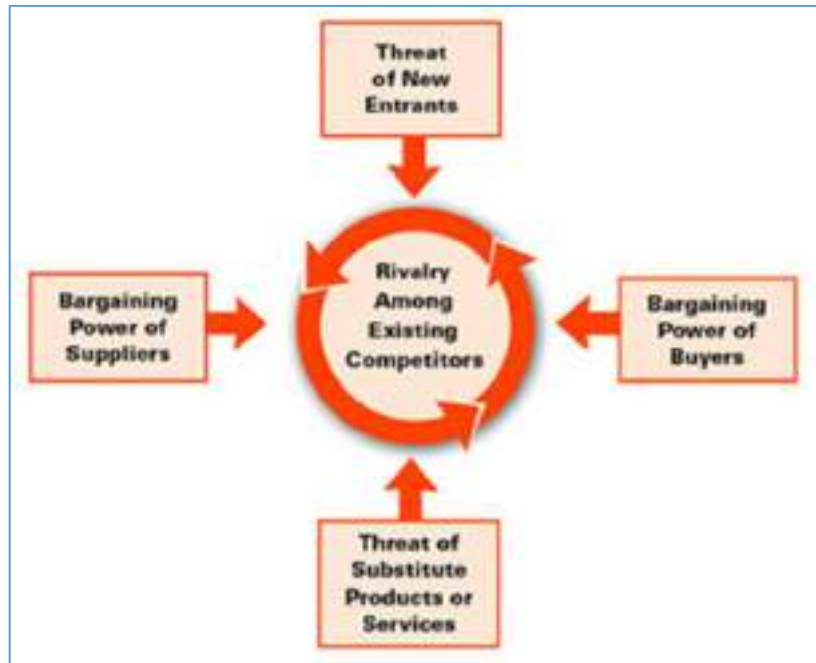 Threat
of New
Entrants
Bargaining
Power of
Suppliers
Rivalry
Among
Existing
Competitors
Bargaining
Power of
Buyers
Threat of
Substitute
Products or
Services